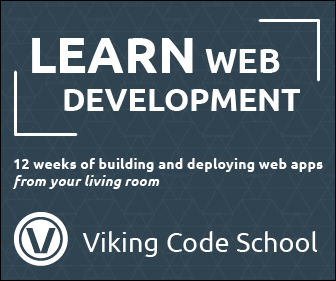 LEARN WEB
DEVELOPMENT
12 weeks of building and deploying web apps
from your living room
V Viking Code School